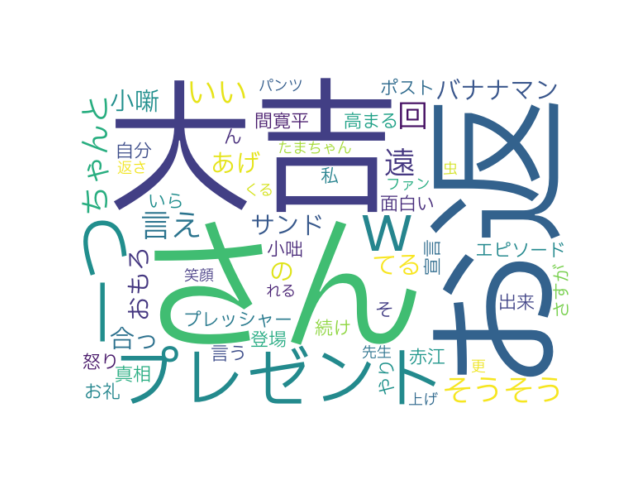 パンツ
ポスト
バナナマン
小噺
いい
大吉
間寛平
高まる
回
お返
ちゃんと
自分
ん
たまちゃん
返さ
あげ
私
遠
ファン
虫
くる
いら
面白い
言え
サンド
w
さん
小咄
の
てる
宣言
エピソード
さすが
っ
おもろ
笑顔
れる
そ
出来
プレッシャー
続け
登場
ー
合っ
言う
先生
赤江
怒り
真相
プレゼント
やり
更
お礼
上げ
そうそう